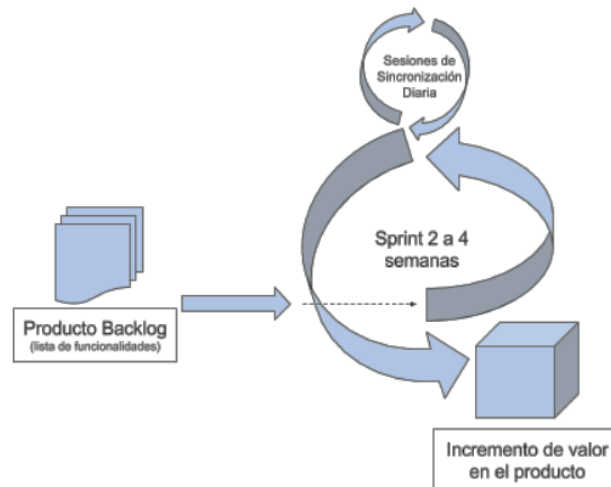 Sesiones de
Sincronización
Diaria
Sprint 2 a 4
semanas
Producto Backlog
(lista de funcionalidades)
Incremento de valor
en el producto